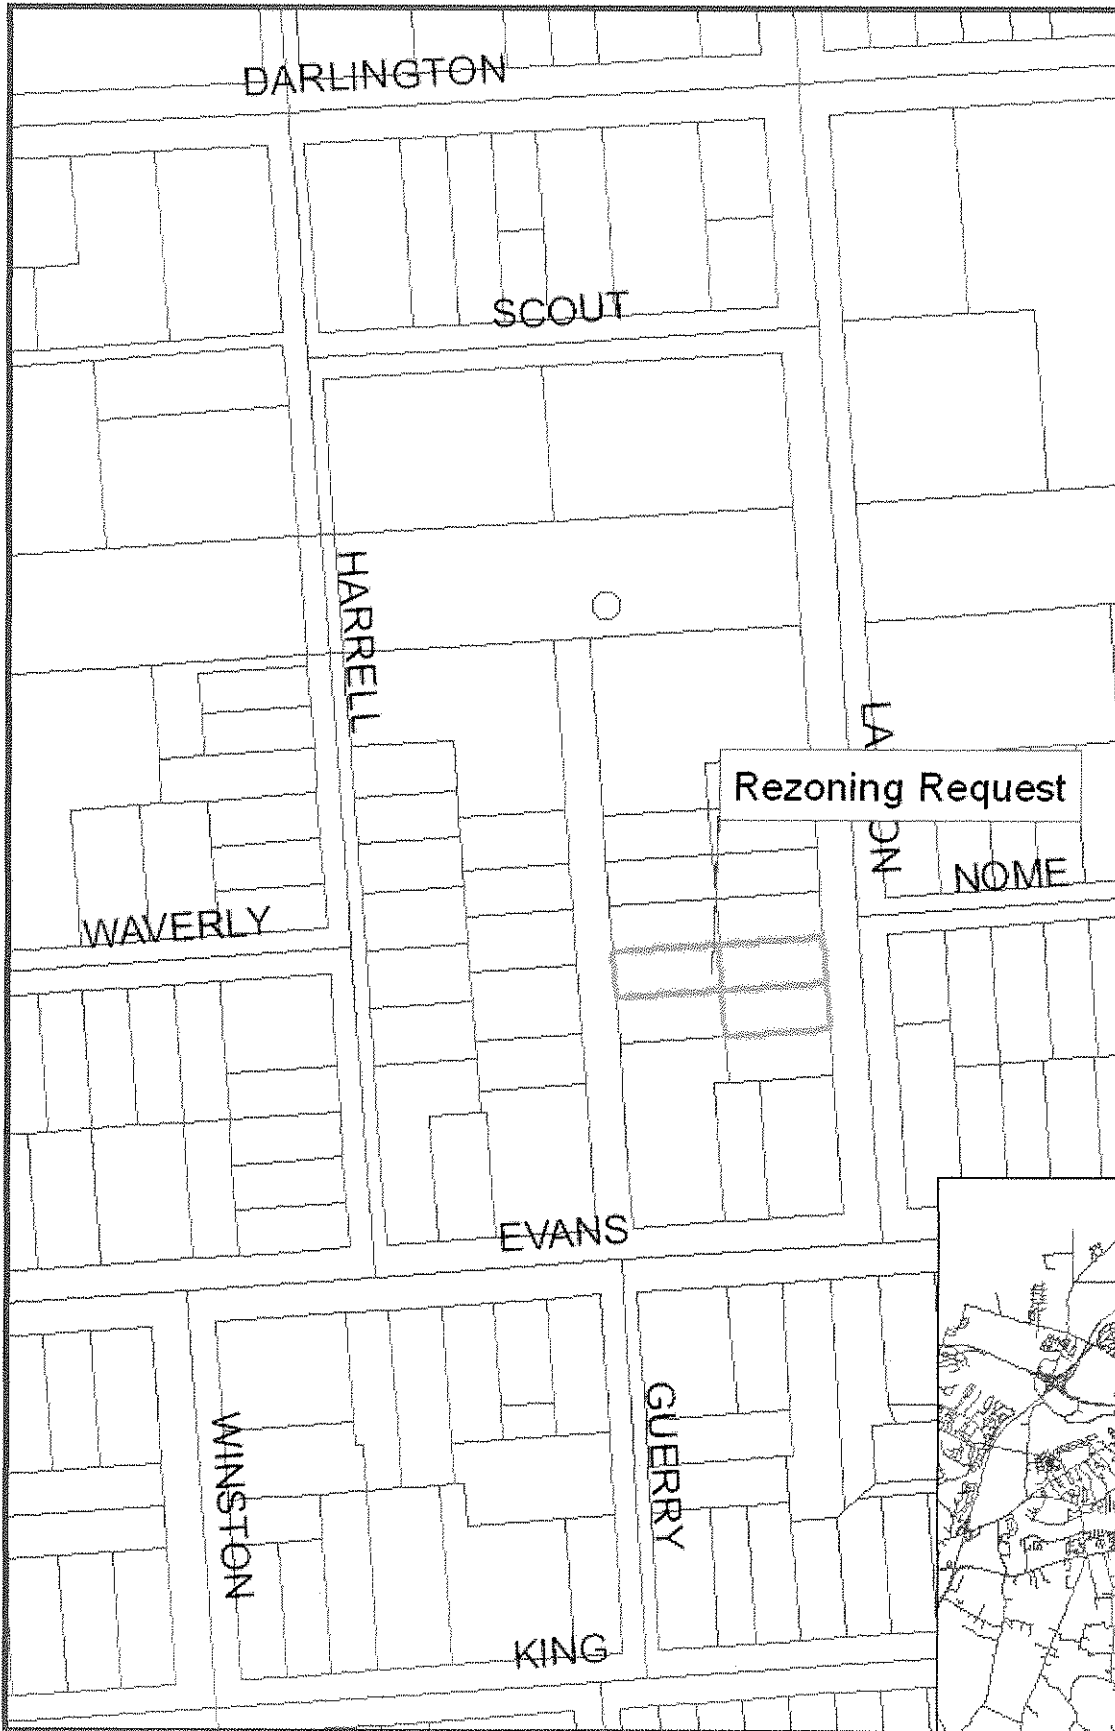 DARLINGTON
SCOUT
HARRELL
Rezoning Request
NOME
WAVERLY
EVANS
WINSTON
GUERRY
KING